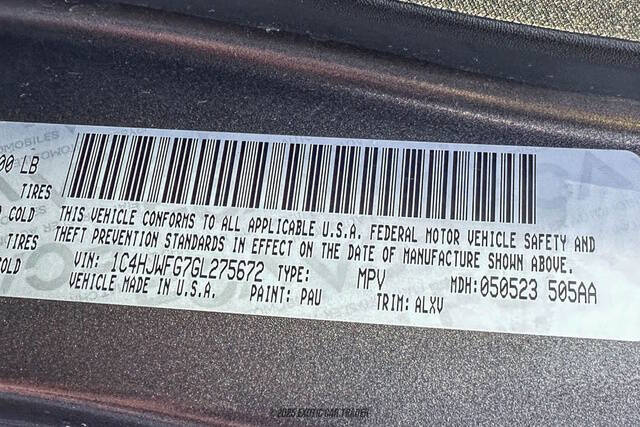 00 LB
TIRES
COLD THIS VEHICLE CONFORMS TO ALL APPLICABLE U.S.A. FEDERAL MOTOR VEHICLE SAFETY AND
TIRES THEFT PREVENTION STANDARDS IN EFFECT ON THE DATE OF MANUFACTURE SHOWN ABOVE.
COLD VIN: 1C4HJWFG7GL275672 TYPE: MPV MDH:050523 505AA
VEHICLE MADE IN U.S.A. PAINT: PAU TRIM: ALXV
© 2025 EXOTIC CAR TRADER